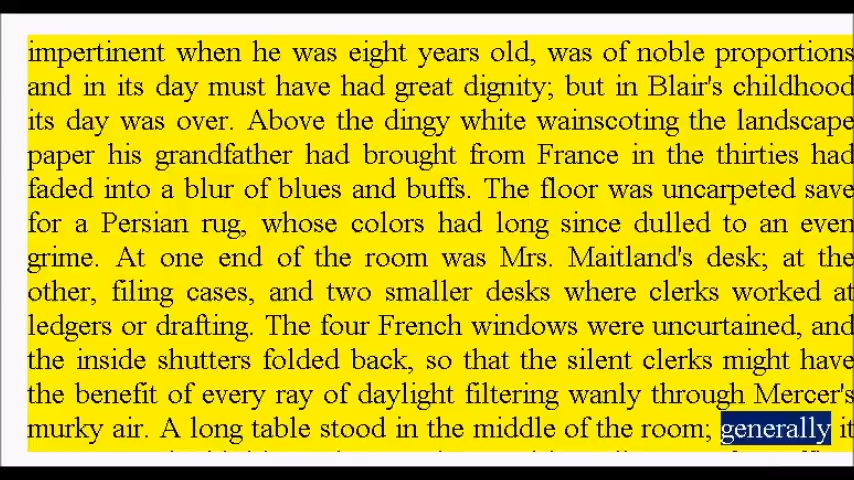 impertinent when he was eight years old, was of noble proportions
and in its day must have had great dignity; but in Blair's childhood
its day was over. Above the dingy white wainscoting the landscape
paper his grandfather had brought from France in the thirties had
faded into a blur of blues and buffs. The floor was uncarpeted save
for a Persian rug, whose colors had long since dulled to an even
grime. At one end of the room was Mrs. Maitland's desk; at the
other, filing cases, and two smaller desks where clerks worked at
ledgers or drafting. The four French windows were uncurtained, and
the inside shutters folded back, so that the silent clerks might have
the benefit of every ray of daylight filtering wanly through Mercer's
murky air. A long table stood in the middle of the room; generally it